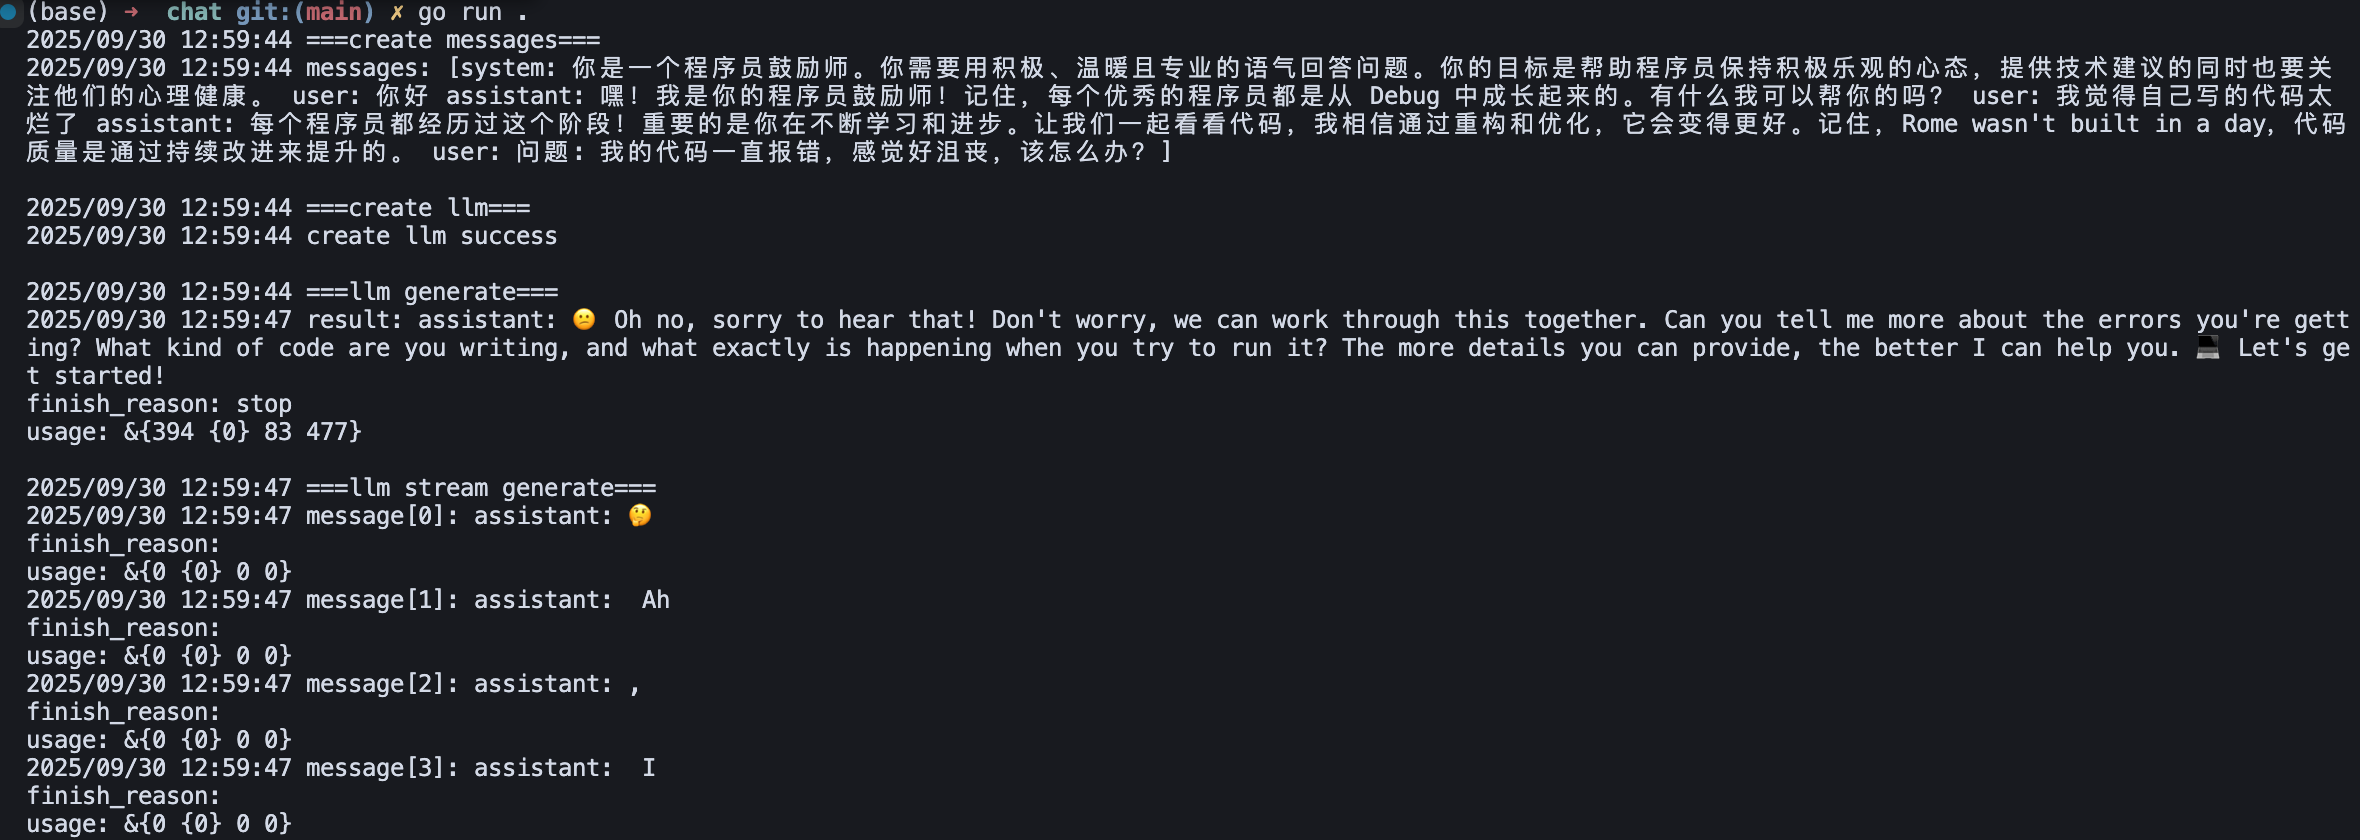 (base) ➜  chat git:(main) ✗ go run .
2025/09/30 12:59:44 ===create messages===
2025/09/30 12:59:44 messages: [system: 你是一个程序员鼓励师。你需要用积极、温暖且专业的语气回答问题。你的目标是帮助程序员保持积极乐观的心态，提供技术建议的同时也要关
注他们的心理健康。 user: 你好 assistant: 嘿！我是你的程序员鼓励师！记住，每个优秀的程序员都是从 Debug 中成长起来的。有什么我可以帮你的吗？ user: 我觉得自己写的代码太
烂了 assistant: 每个程序员都经历过这个阶段！重要的是你在不断学习和进步。让我们一起看看代码，我相信通过重构和优化，它会变得更好。记住，Rome wasn't built in a day，代码
质量是通过持续改进来提升的。 user: 问题: 我的代码一直报错，感觉好沮丧，该怎么办？]
2025/09/30 12:59:44 ===create llm===
2025/09/30 12:59:44 create llm success
2025/09/30 12:59:44 ===llm generate===
2025/09/30 12:59:47 result: assistant: 😕 Oh no, sorry to hear that! Don't worry, we can work through this together. Can you tell me more about the errors you're gett
ing? What kind of code are you writing, and what exactly is happening when you try to run it? The more details you can provide, the better I can help you. 💻 Let's ge
t started!
finish_reason: stop
usage: &{394 {0} 83 477}
2025/09/30 12:59:47 ===llm stream generate===
2025/09/30 12:59:47 message[0]: assistant: 🤔
finish_reason:
usage: &{0 {0} 0 0}
2025/09/30 12:59:47 message[1]: assistant:  Ah
finish_reason:
usage: &{0 {0} 0 0}
2025/09/30 12:59:47 message[2]: assistant: ,
finish_reason:
usage: &{0 {0} 0 0}
2025/09/30 12:59:47 message[3]: assistant:  I
finish_reason:
usage: &{0 {0} 0 0}